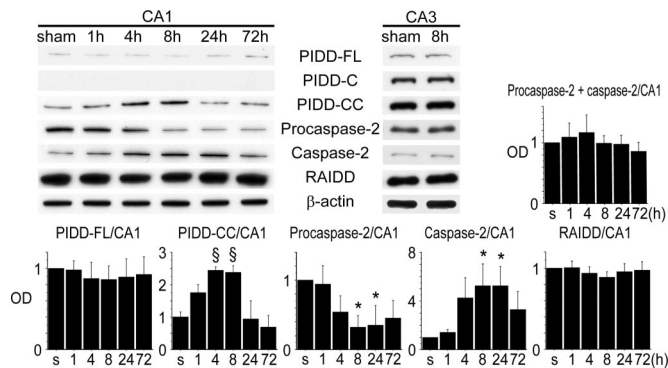 CA1 CA3
sham 1h 4h 8h 24h 72h sham 8h
PIDD-FL
PIDD-C
PIDD-CC
Procaspase-2
Caspase-2
RAIDD
β-actin
Procaspase-2 + caspase-2/CA1
OD
1
0
s 1 4 8 24 72 (h)
PIDD-FL/CA1
OD
1
0
s 1 4 8 24 72
PIDD-CC/CA1
3
2
1
0
§ §
s 1 4 8 24 72
Procaspase-2/CA1
1
0
* *
s 1 4 8 24 72
Caspase-2/CA1
8
4
0
* *
s 1 4 8 24 72
RAIDD/CA1
1
0
s 1 4 8 24 72 (h)